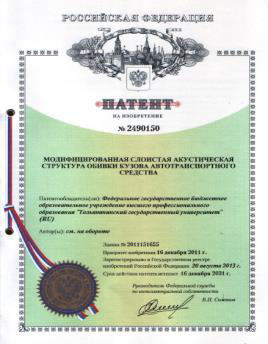 РОССИЙСКАЯ ФЕДЕРАЦИЯ
ПАТЕНТ
НА ИЗОБРЕТЕНИЕ
№ 2490150
МОДИФИЦИРОВАННАЯ СЛОИСТАЯ АКУСТИЧЕСКАЯ
СТРУКТУРА ОБИВКИ КУЗОВА АВТОТРАНСПОРТНОГО
СРЕДСТВА
Патентообладатель(ли): Федеральное государственное бюджетное
образовательное учреждение высшего профессионального
образования "Тольяттинский государственный университет"
(RU)
Автор(ы): см. на обороте
Заявка № 2011151655
Приоритет изобретения 16 декабря 2011 г.
Зарегистрировано в Государственном реестре
изобретений Российской Федерации 20 августа 2013 г.
Срок действия патента истекает 16 декабря 2031 г.
Руководитель Федеральной службы
по интеллектуальной собственности
Б.П. Симонов